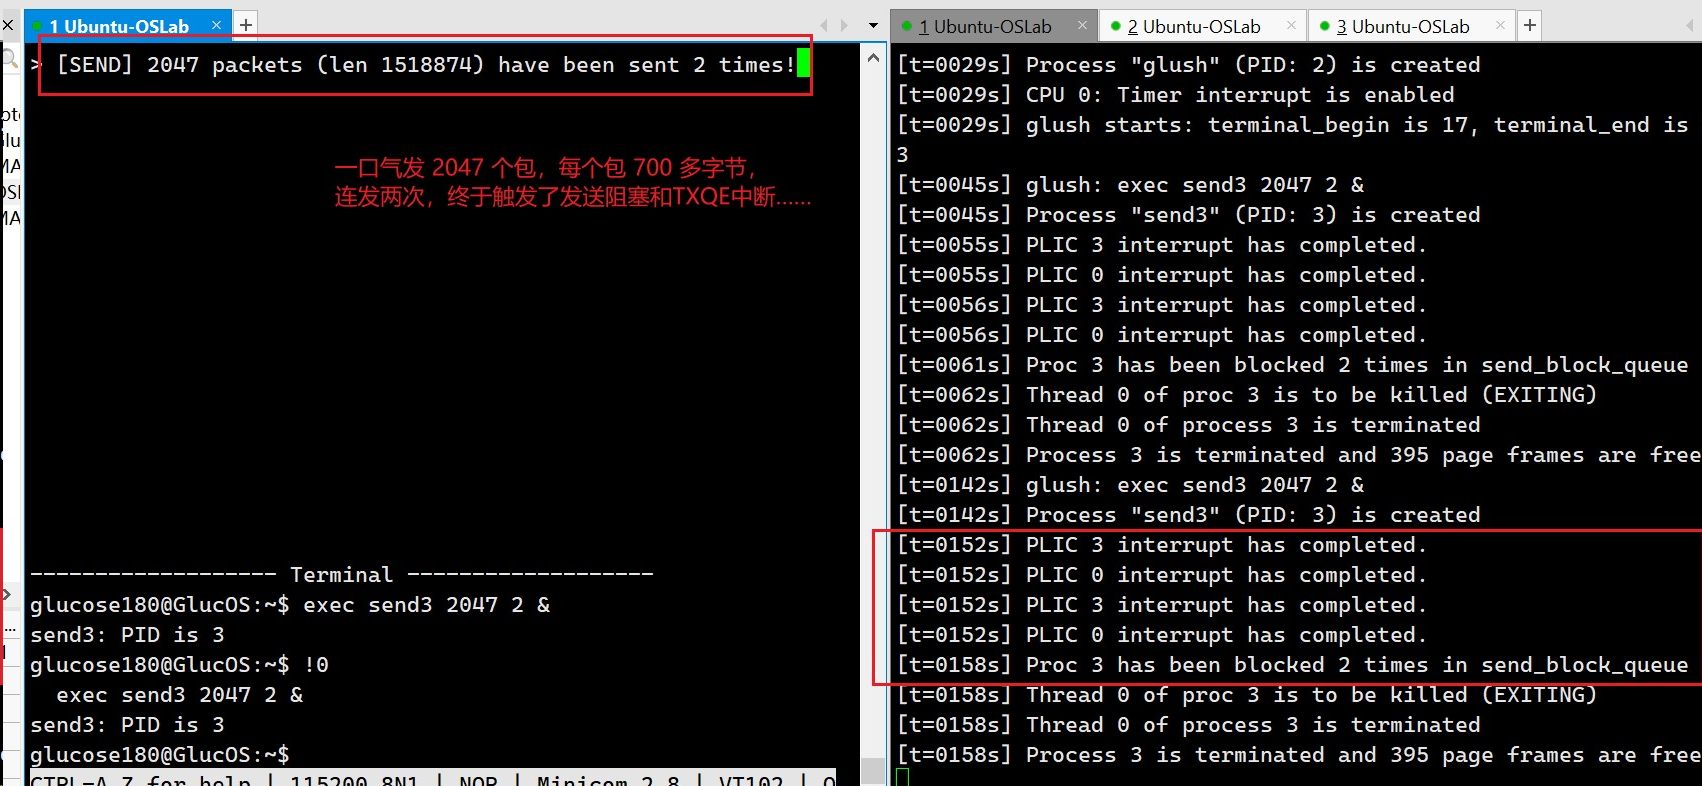 1 Ubuntu-OSLab
> [SEND] 2047 packets (len 1518874) have been sent 2 times!
一口气发 2047 个包，每个包 700 多字节，
连发两次，终于触发了发送阻塞和TXQE中断......
------------------- Terminal -------------------
glucose180@GlucOS:~$ exec send3 2047 2 &
send3: PID is 3
glucose180@GlucOS:~$ !0
  exec send3 2047 2 &
send3: PID is 3
glucose180@GlucOS:~$
CTRL-A Z for help | 115200 8N1 | NOR | Minicom 2.8 | VT102 | O
1 Ubuntu-OSLab
2 Ubuntu-OSLab
3 Ubuntu-OSLab
[t=0029s] Process "glush" (PID: 2) is created
[t=0029s] CPU 0: Timer interrupt is enabled
[t=0029s] glush starts: terminal_begin is 17, terminal_end is
3
[t=0045s] glush: exec send3 2047 2 &
[t=0045s] Process "send3" (PID: 3) is created
[t=0055s] PLIC 3 interrupt has completed.
[t=0055s] PLIC 0 interrupt has completed.
[t=0056s] PLIC 3 interrupt has completed.
[t=0056s] PLIC 0 interrupt has completed.
[t=0061s] Proc 3 has been blocked 2 times in send_block_queue
[t=0062s] Thread 0 of proc 3 is to be killed (EXITING)
[t=0062s] Thread 0 of process 3 is terminated
[t=0062s] Process 3 is terminated and 395 page frames are free
[t=0142s] glush: exec send3 2047 2 &
[t=0142s] Process "send3" (PID: 3) is created
[t=0152s] PLIC 3 interrupt has completed.
[t=0152s] PLIC 0 interrupt has completed.
[t=0152s] PLIC 3 interrupt has completed.
[t=0152s] PLIC 0 interrupt has completed.
[t=0158s] Proc 3 has been blocked 2 times in send_block_queue
[t=0158s] Thread 0 of proc 3 is to be killed (EXITING)
[t=0158s] Thread 0 of process 3 is terminated
[t=0158s] Process 3 is terminated and 395 page frames are free